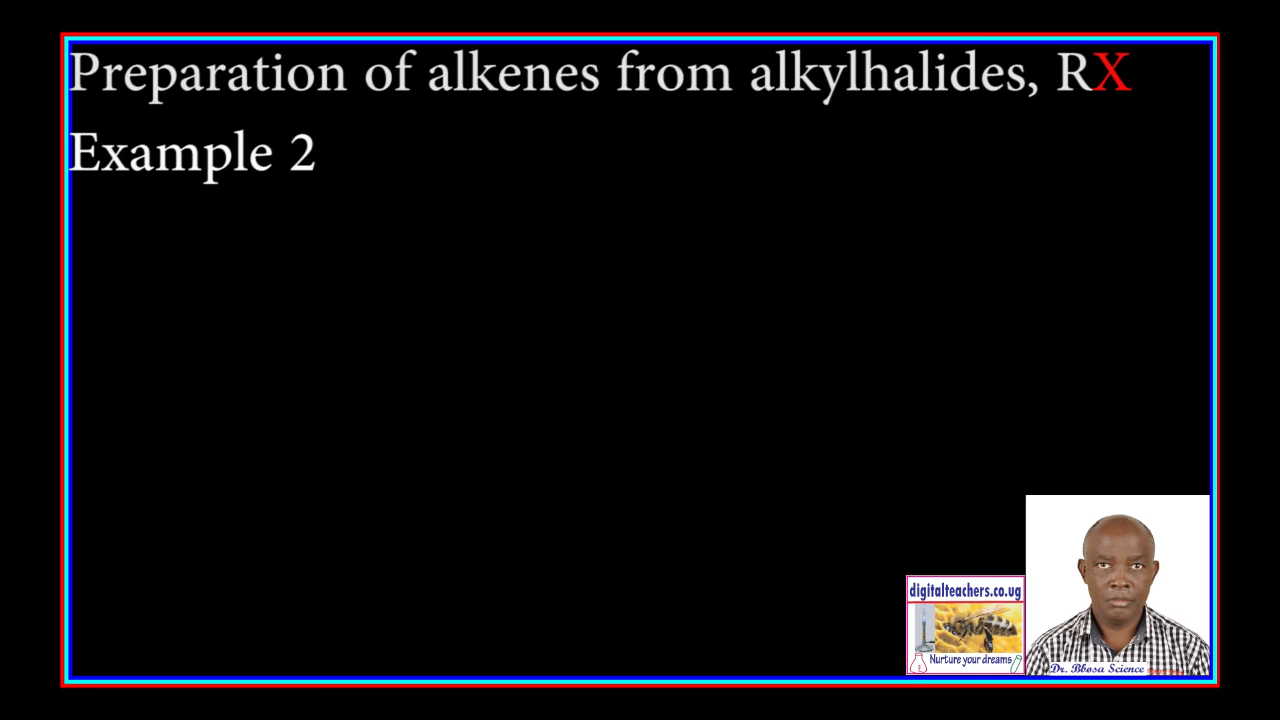 Preparation of alkenes from alkylhalides, RX
Example 2
digitalteachers.co.ug
Nurture your dreams
Dr. Bbosa Science